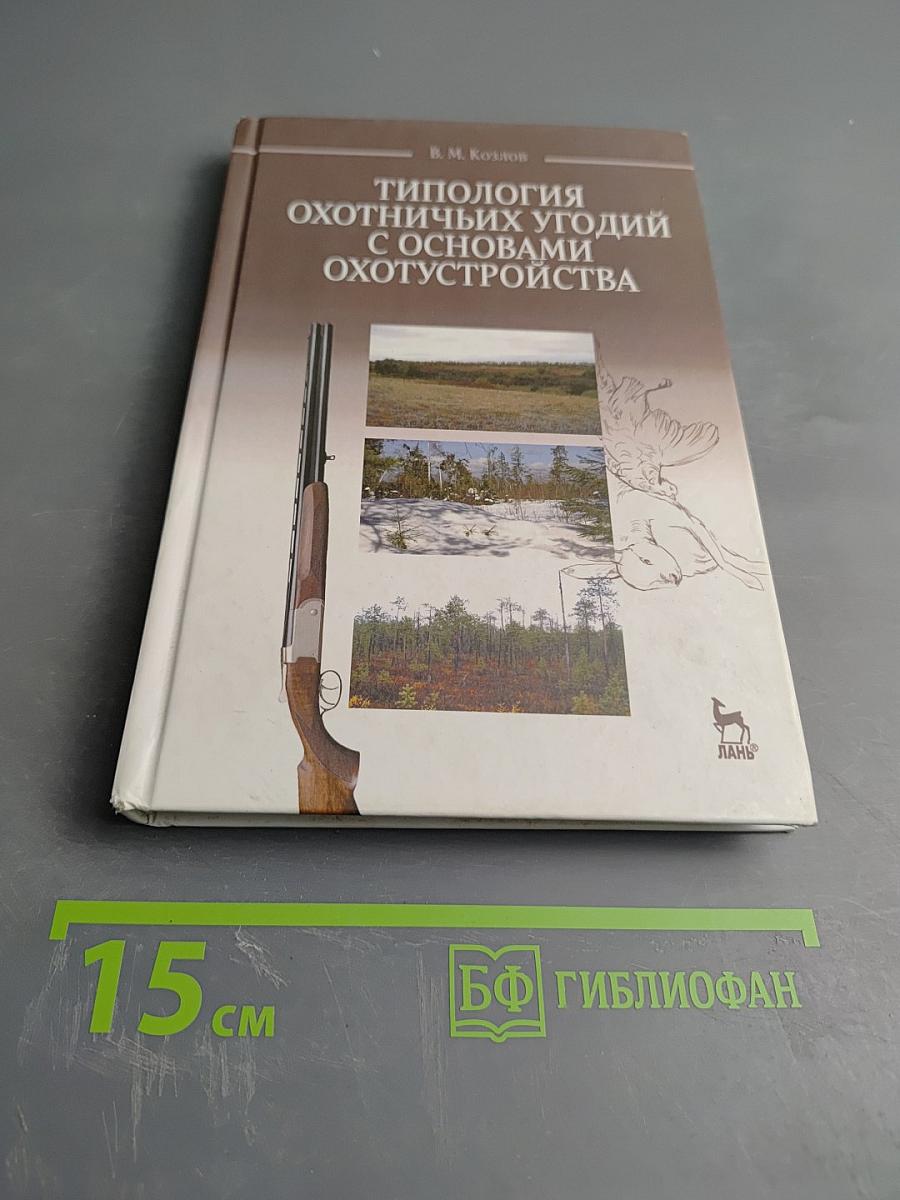 В. М. Козлов
ТИПОЛОГИЯ
ОХОТНИЧЬИХ УГОДИЙ
С ОСНОВАМИ
ОХОТУСТРОЙСТВА
ЛАНЬ®
15 см
БФ ГИБЛИОФАН